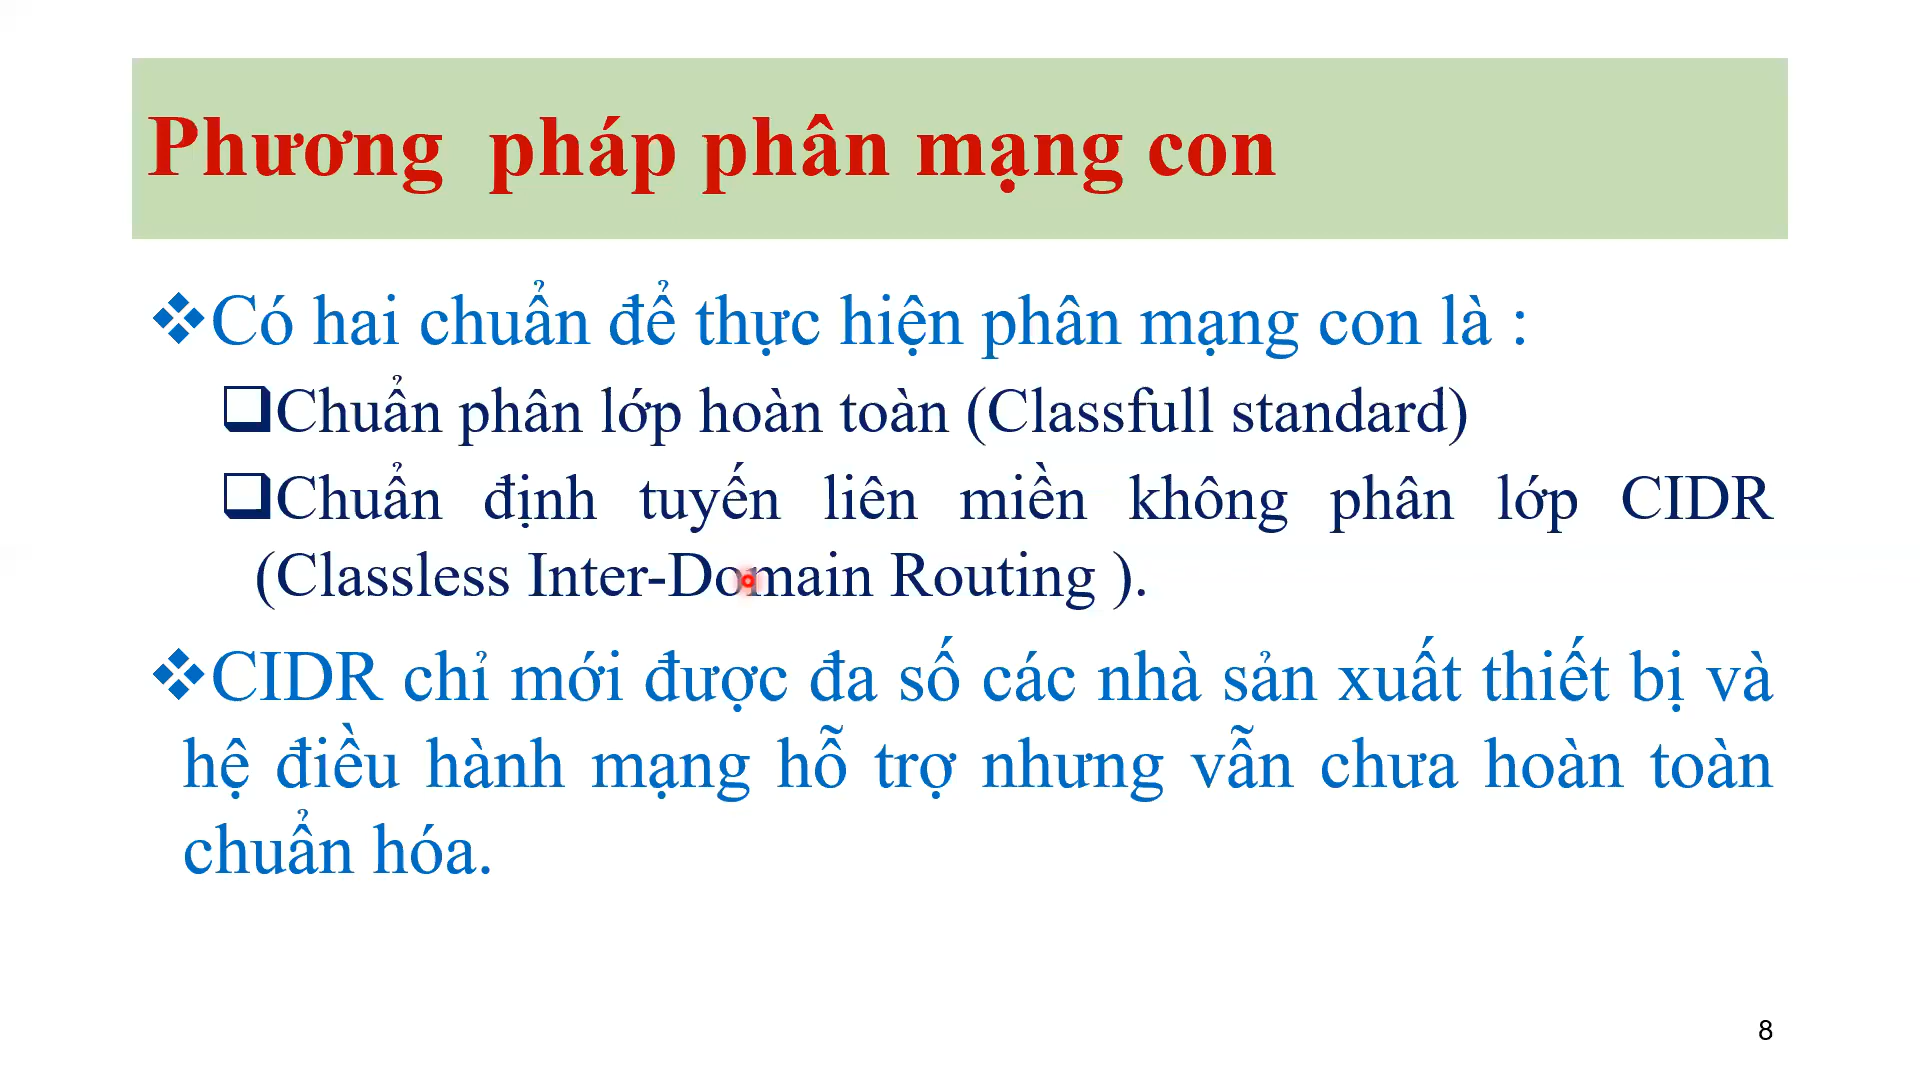 Phương pháp phân mạng con
Có hai chuẩn để thực hiện phân mạng con là :
Chuẩn phân lớp hoàn toàn (Classfull standard)
Chuẩn định tuyến liên miền không phân lớp CIDR
(Classless Inter-Domain Routing ).
CIDR chỉ mới được đa số các nhà sản xuất thiết bị và
hệ điều hành mạng hỗ trợ nhưng vẫn chưa hoàn toàn
chuẩn hóa.
8